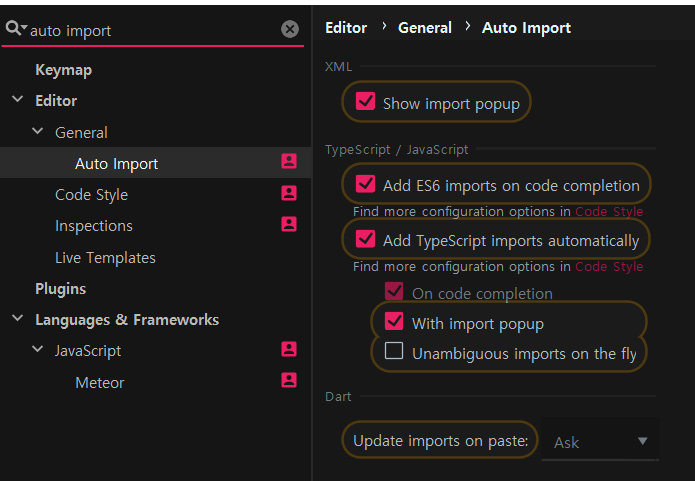 auto import
Keymap
Editor
General
Auto Import
Code Style
Inspections
Live Templates
Plugins
Languages & Frameworks
JavaScript
Meteor
Editor › General › Auto Import
XML
Show import popup
TypeScript / JavaScript
Add ES6 imports on code completion
Find more configuration options in Code Style
Add TypeScript imports automatically
Find more configuration options in Code Style
On code completion
With import popup
Unambiguous imports on the fly
Dart
Update imports on paste: Ask